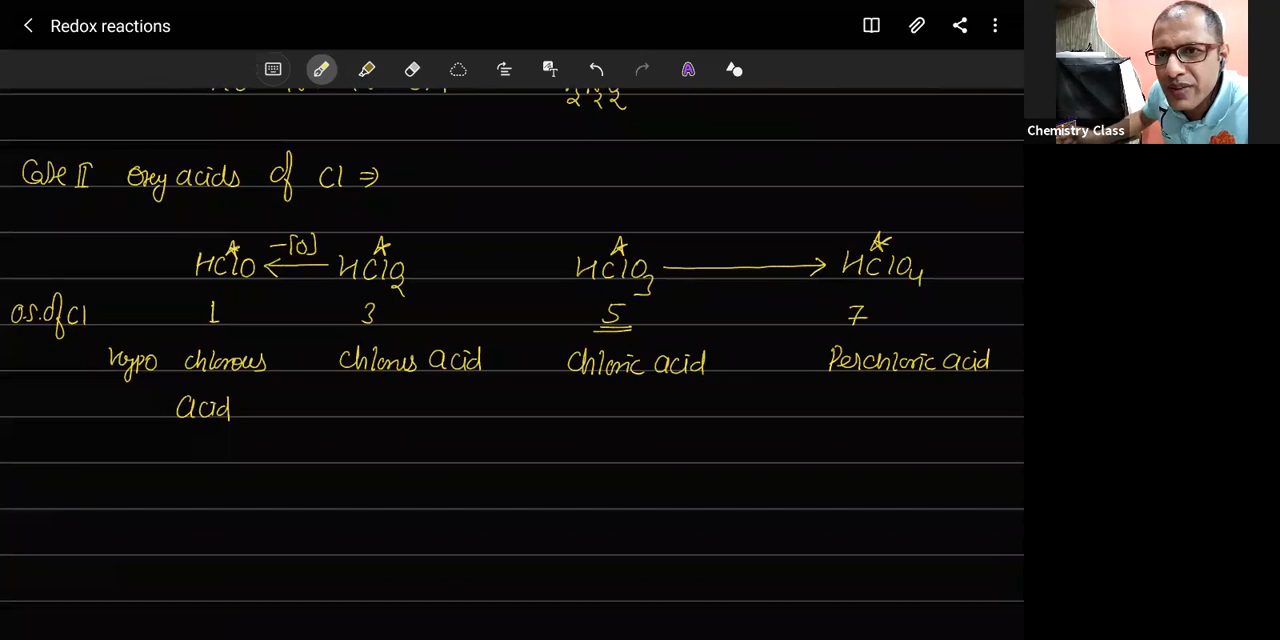 Redox reactions
Chemistry Class
Case II oxy acids of Cl ⇒
HClO ←−[O] HClO2 HClO3 → HClO4
O.S. of Cl 1 3 5 7
hypo chlorous Chlorus acid Chloric acid Perchloric acid
acid